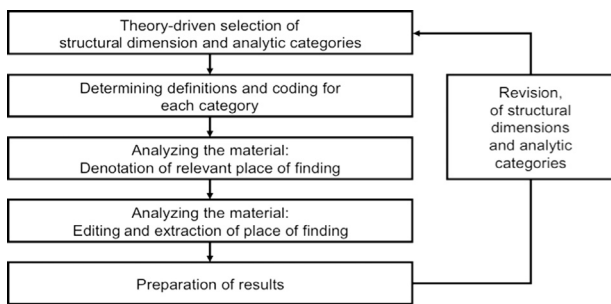 Theory-driven selection of
structural dimension and analytic categories
Determining definitions and coding for
each category
Analyzing the material:
Denotation of relevant place of finding
Analyzing the material:
Editing and extraction of place of finding
Preparation of results
Revision,
of structural
dimensions
and analytic
categories